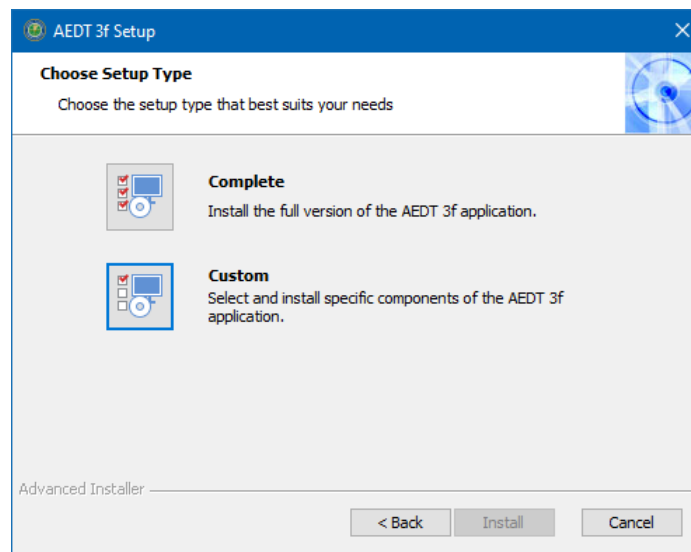 AEDT 3f Setup
Choose Setup Type
Choose the setup type that best suits your needs
Complete
Install the full version of the AEDT 3f application.
Custom
Select and install specific components of the AEDT 3f
application.
Advanced Installer
< Back
Install
Cancel